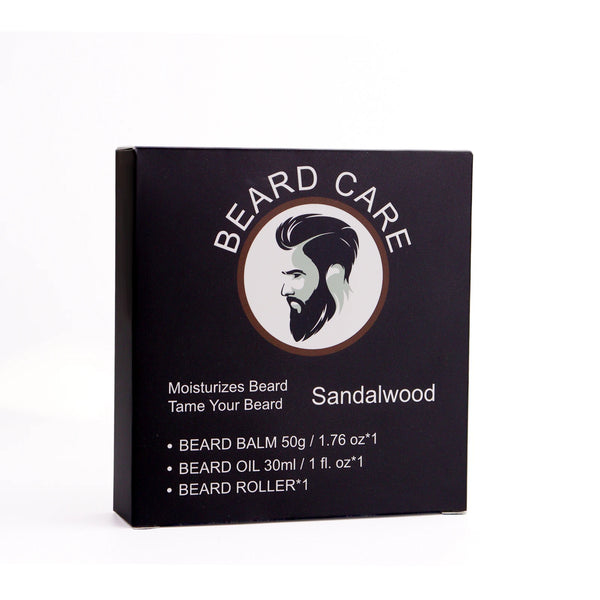 BEARD CARE
Moisturizes Beard
Tame Your Beard
Sandalwood
• BEARD BALM 50g / 1.76 oz*1
• BEARD OIL 30ml / 1 fl. oz*1
• BEARD ROLLER*1